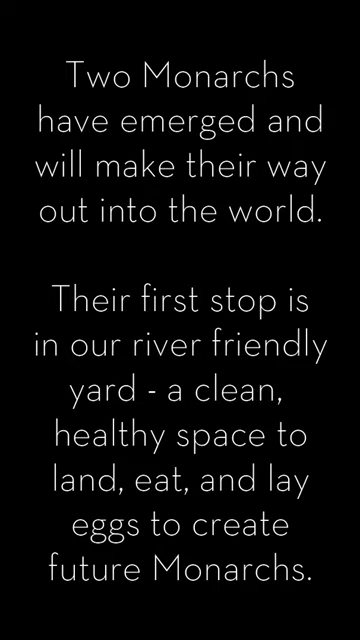 Two Monarchs
have emerged and
will make their way
out into the world.
Their first stop is
in our river friendly
yard - a clean,
healthy space to
land, eat, and lay
eggs to create
future Monarchs.